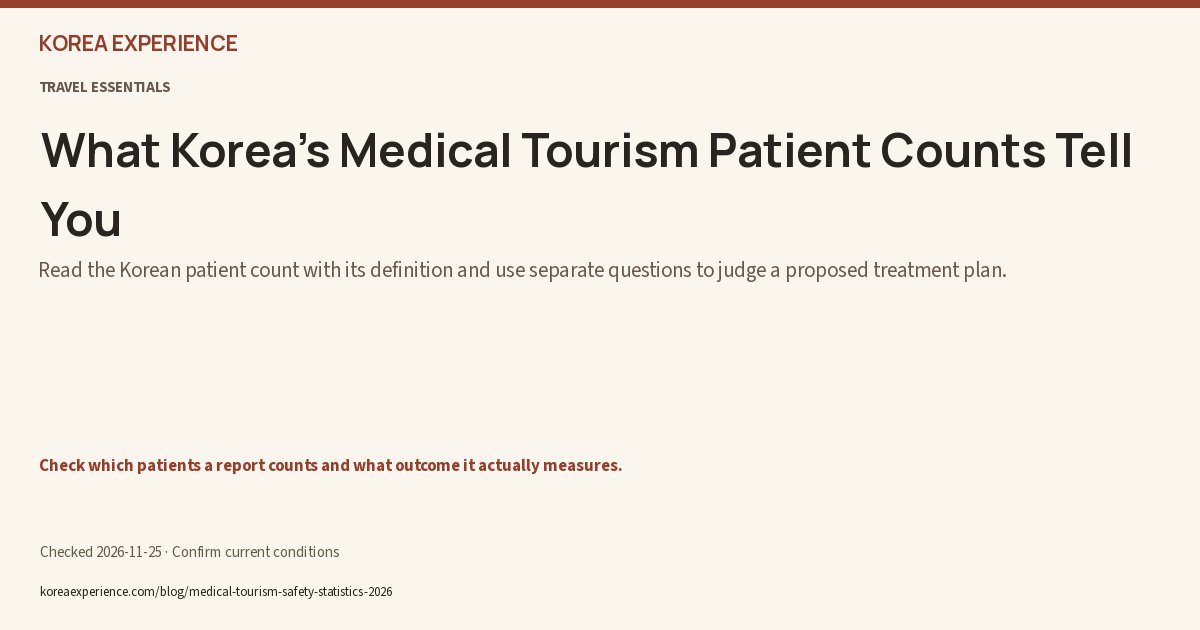 KOREA EXPERIENCE
TRAVEL ESSENTIALS
What Korea’s Medical Tourism Patient Counts Tell
You
Read the Korean patient count with its definition and use separate questions to judge a proposed treatment plan.
Check which patients a report counts and what outcome it actually measures.
Checked 2026-11-25 · Confirm current conditions
koreaexperience.com/blog/medical-tourism-safety-statistics-2026